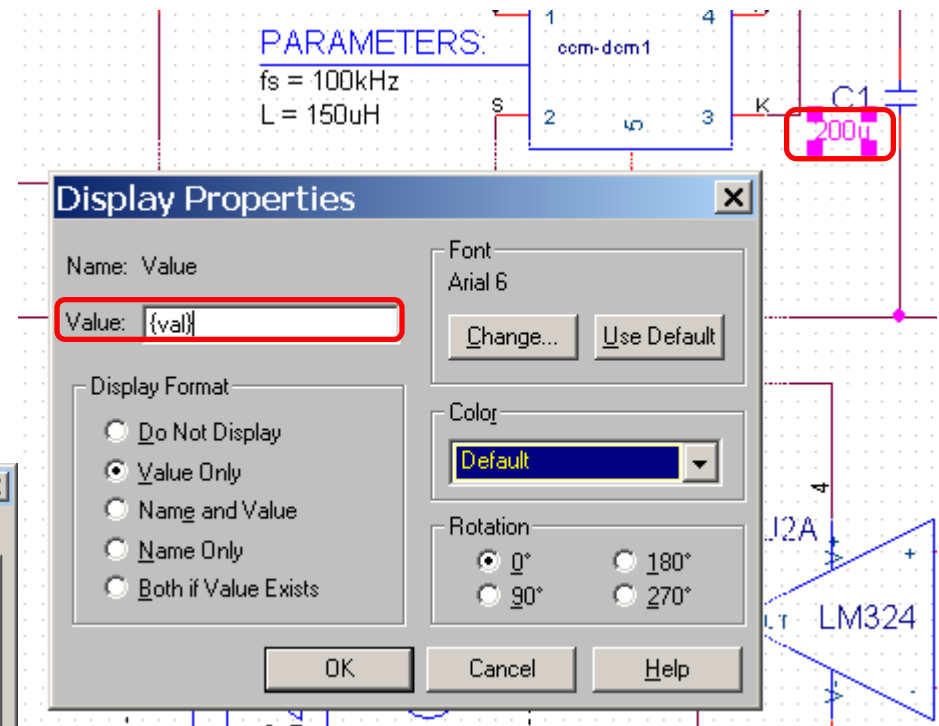 PARAMETERS:
fs = 100kHz
L = 150uH
1
4
ccm-dcm1
S
2
5
3
K
C1
200u
Display Properties
Name: Value
Value: {val}
Display Format
Do Not Display
Value Only
Name and Value
Name Only
Both if Value Exists
Font
Arial 6
Change...
Use Default
Color
Default
Rotation
0°
180°
90°
270°
OK
Cancel
Help
4
U2A
+
LM324
-